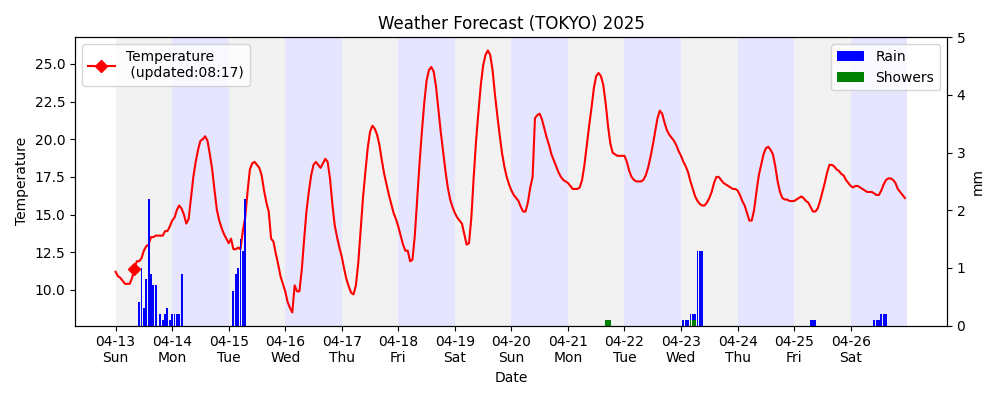 Weather Forecast (TOKYO) 2025
Temperature
(updated:08:17)
Rain
Showers
Temperature
25.0
22.5
20.0
17.5
15.0
12.5
10.0
5
4
3
2
1
0
mm
04-13 04-14 04-15 04-16 04-17 04-18 04-19 04-20 04-21 04-22 04-23 04-24 04-25 04-26
Sun Mon Tue Wed Thu Fri Sat Sun Mon Tue Wed Thu Fri Sat
Date